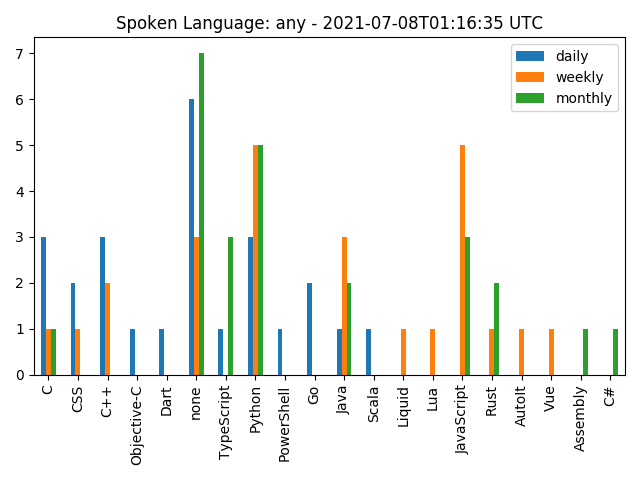 Spoken Language: any - 2021-07-08T01:16:35 UTC
daily
weekly
monthly
7
6
5
4
3
2
1
0
C
CSS
C++
Objective-C
Dart
none
TypeScript
Python
PowerShell
Go
Java
Scala
Liquid
Lua
JavaScript
Rust
AutoIt
Vue
Assembly
C#